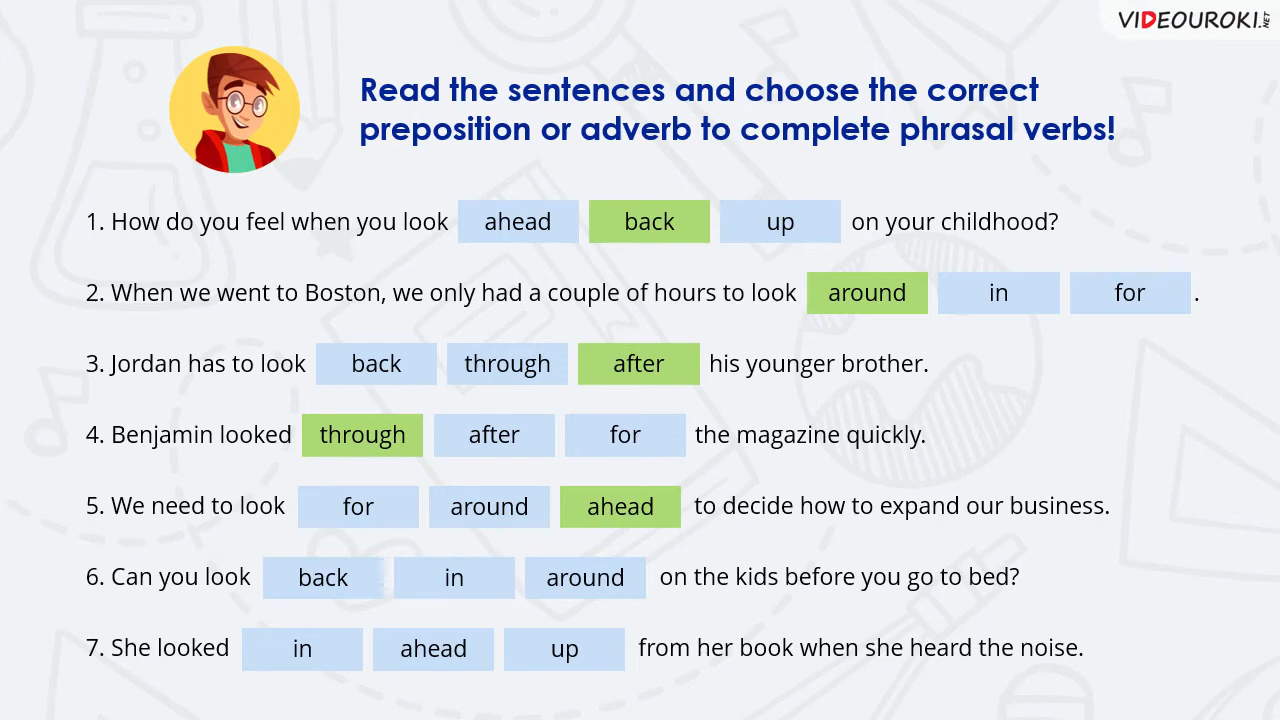 VIDEOUROKI.NET
Read the sentences and choose the correct
preposition or adverb to complete phrasal verbs!
1. How do you feel when you look ahead back up on your childhood?
2. When we went to Boston, we only had a couple of hours to look around in for .
3. Jordan has to look back through after his younger brother.
4. Benjamin looked through after for the magazine quickly.
5. We need to look for around ahead to decide how to expand our business.
6. Can you look back in around on the kids before you go to bed?
7. She looked in ahead up from her book when she heard the noise.